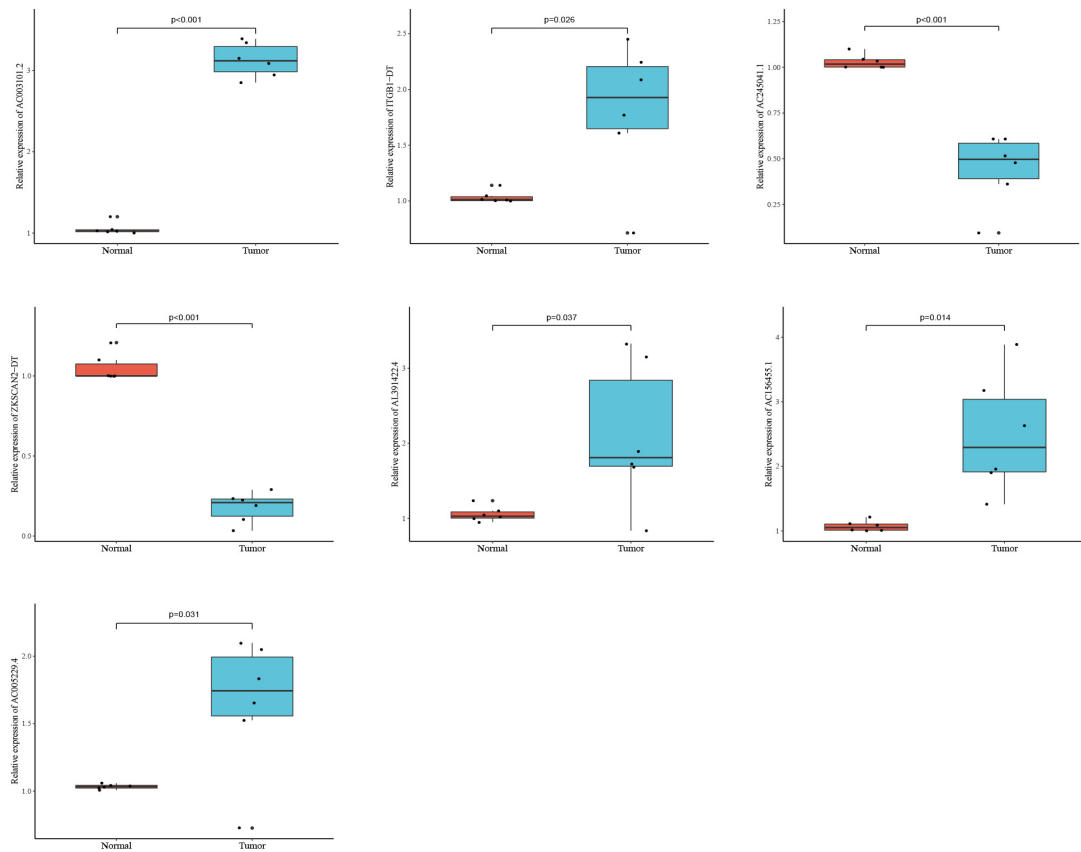 p<0.001
Relative expression of AC003101.2
3
2
1
Normal Tumor
p=0.026
Relative expression of ITGB1−DT
2.5
2.0
1.5
1.0
Normal Tumor
p<0.001
Relative expression of AC245041.1
1.25
1.00
0.75
0.50
0.25
Normal Tumor
p<0.001
Relative expression of ZKSCAN2−DT
1.0
0.5
0.0
Normal Tumor
p=0.037
Relative expression of AL391422.4
3
2
1
Normal Tumor
p=0.014
Relative expression of AC156455.1
4
3
2
1
Normal Tumor
p=0.031
Relative expression of AC005229.4
2.0
1.5
1.0
Normal Tumor